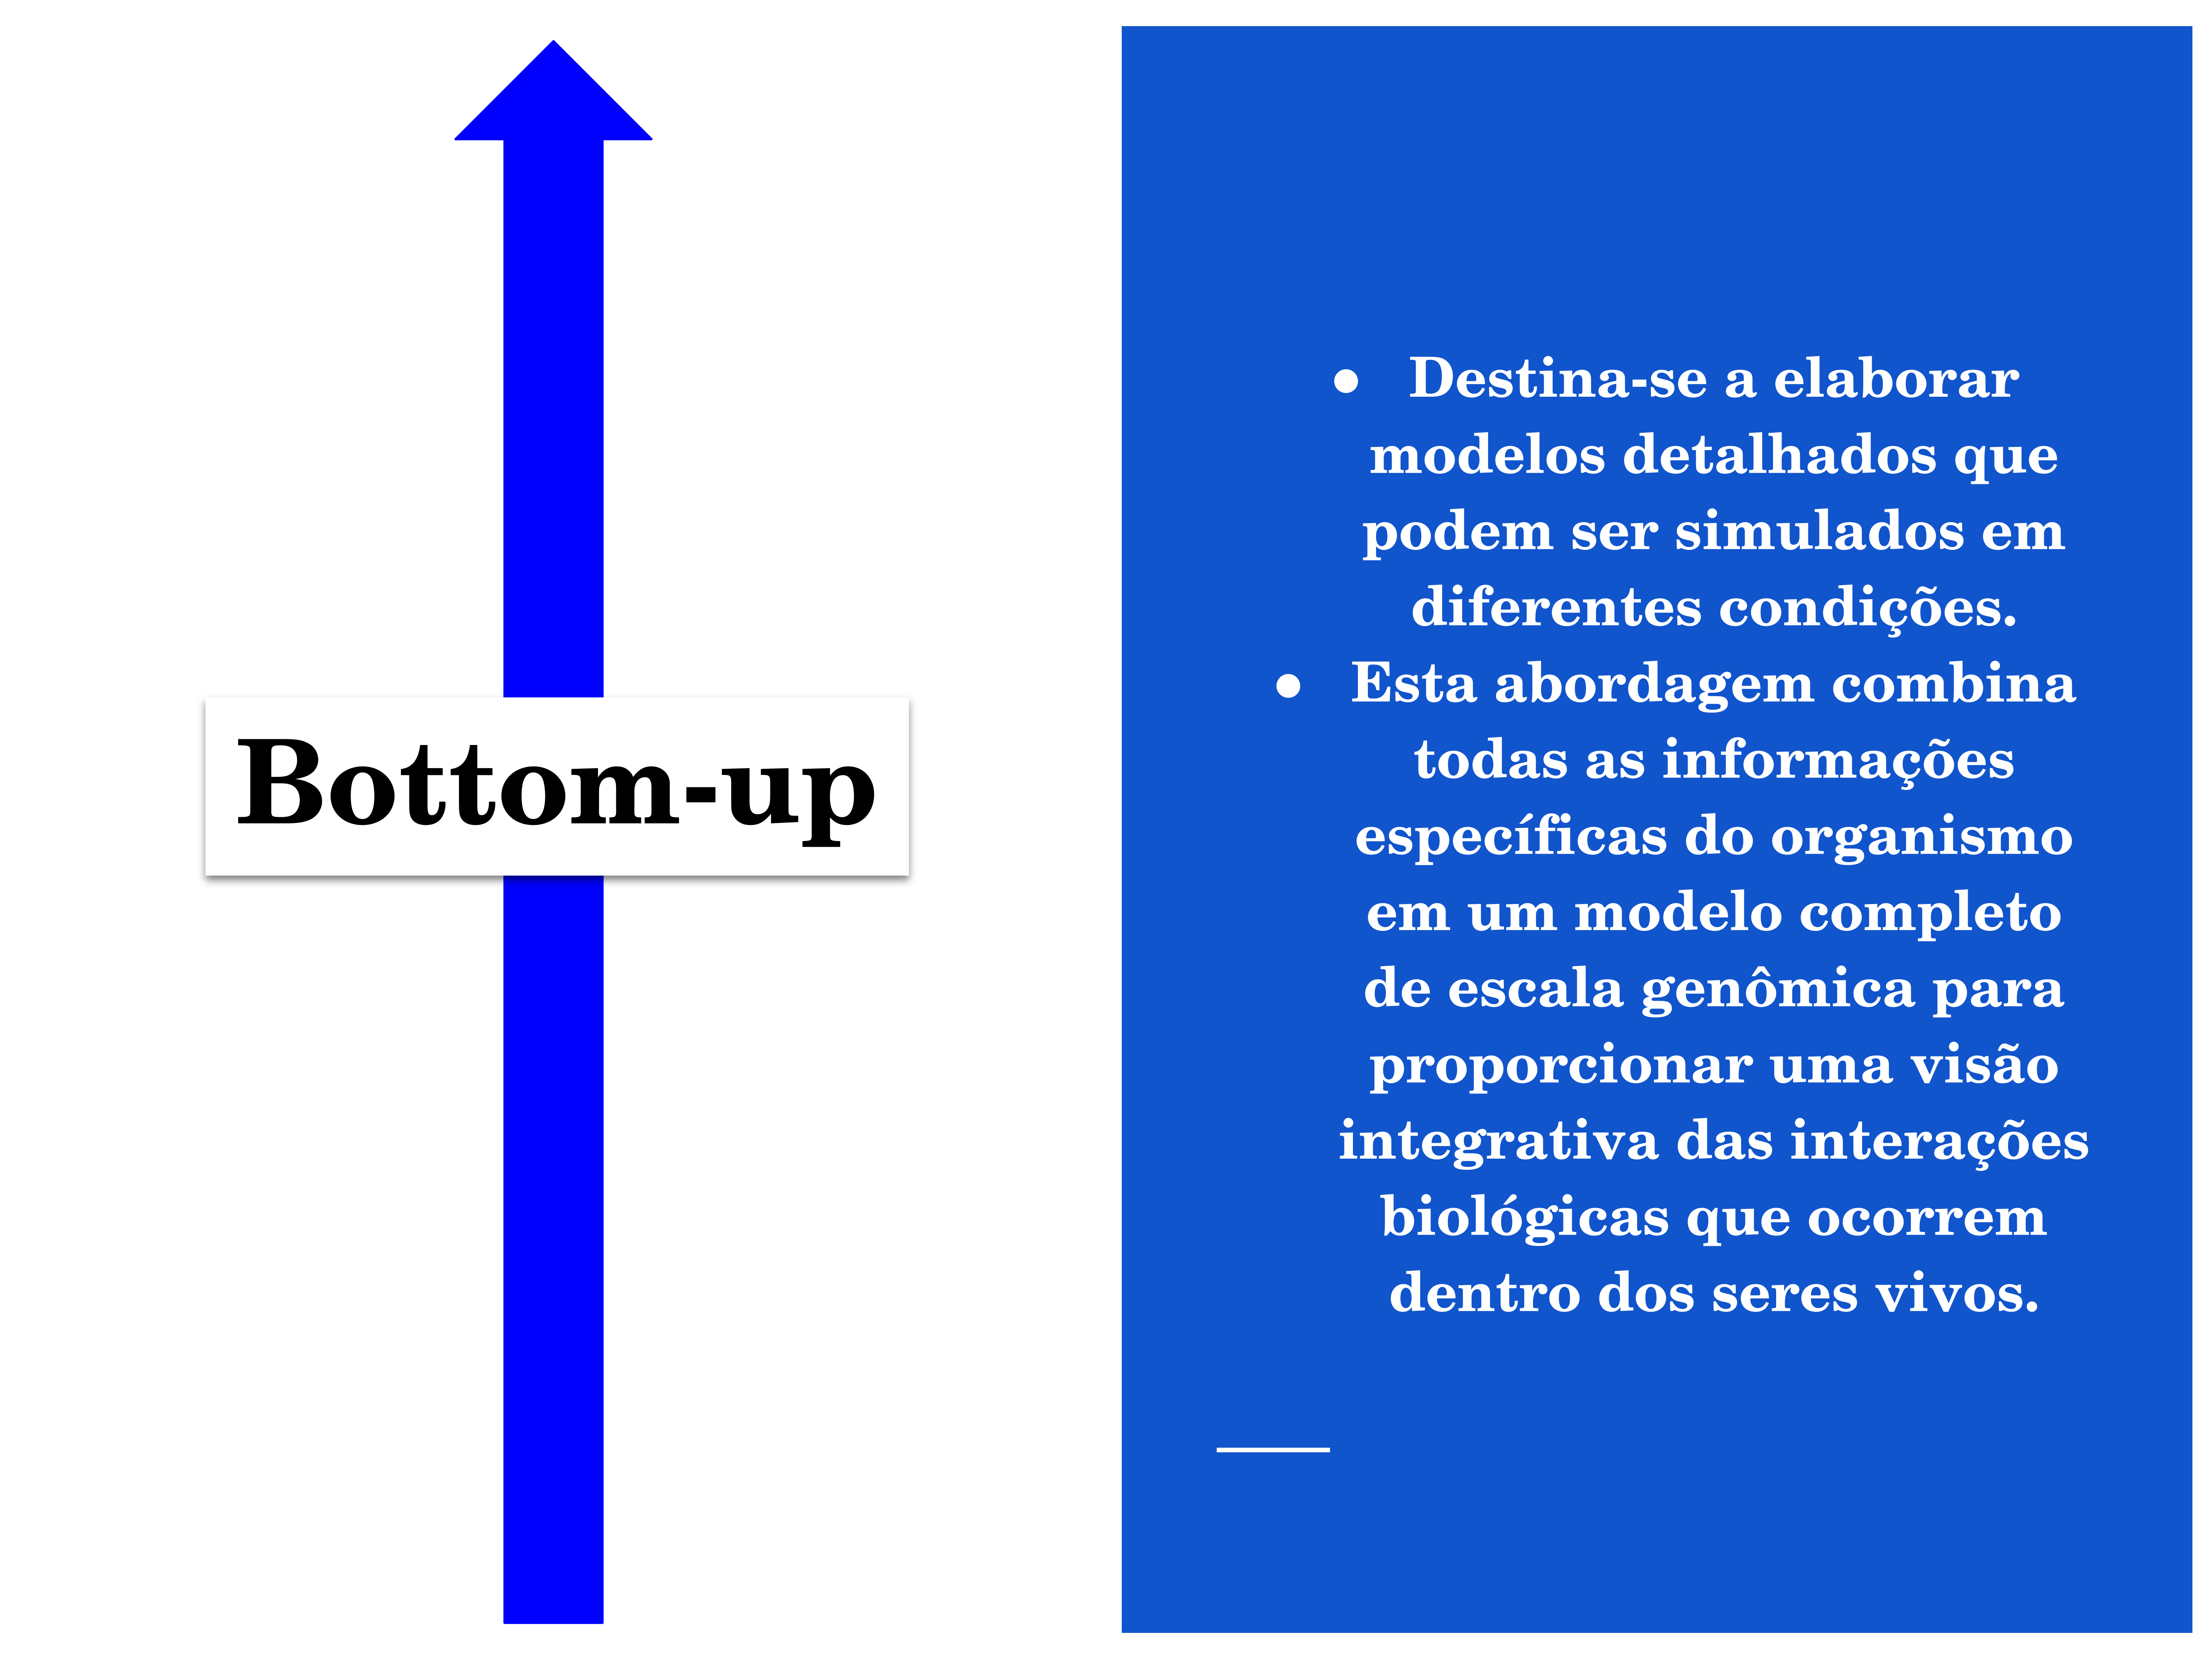 Bottom-up
● Destina-se a elaborar
modelos detalhados que
podem ser simulados em
diferentes condições.
● Esta abordagem combina
todas as informações
específicas do organismo
em um modelo completo
de escala genômica para
proporcionar uma visão
integrativa das interações
biológicas que ocorrem
dentro dos seres vivos.